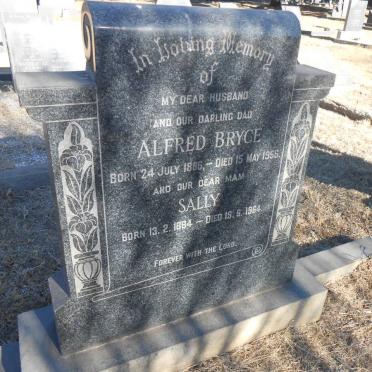 In Loving Memory
of
MY DEAR HUSBAND
AND OUR DARLING DAD
ALFRED BRYCE
BORN 24 JULY 1886, – DIED 15 MAY 1956,
AND OUR DEAR MAM
SALLY
BORN 13. 2. 1884 – DIED 19. 6. 1964.
FOREVER WITH THE LORD.